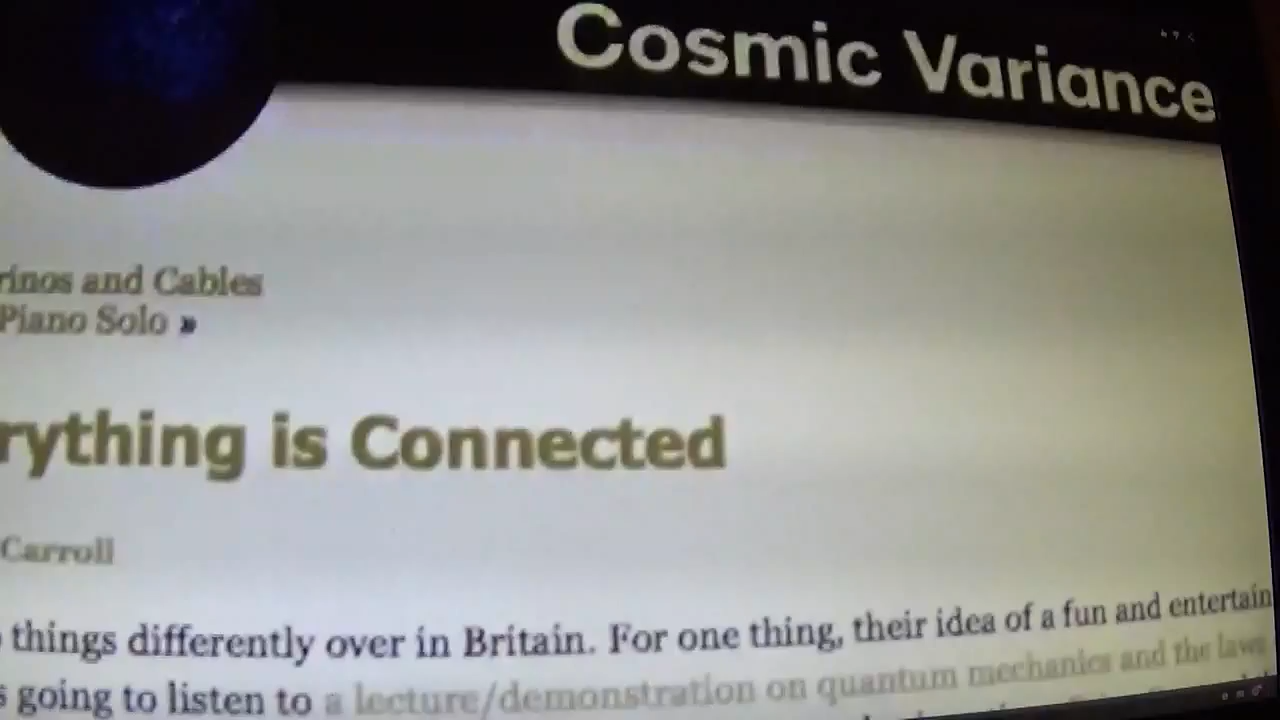 Cosmic Variance
rinos and Cables
Piano Solo »
rything is Connected
Carroll
things differently over in Britain. For one thing, their idea of a fun and entertain
s going to listen to a lecture/demonstration on quantum mechanics and the laws